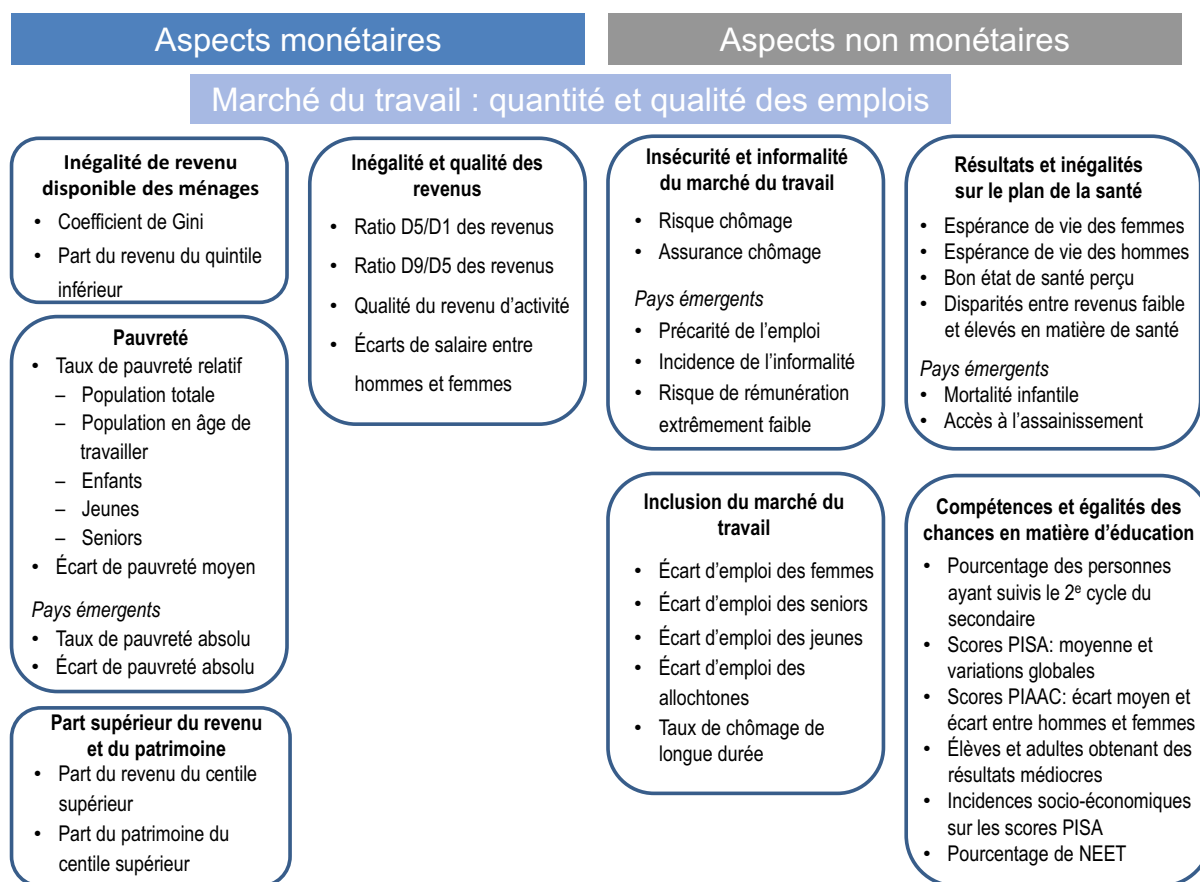 Aspects monétaires
Aspects non monétaires
Marché du travail : quantité et qualité des emplois
Inégalité de revenu
disponible des ménages
• Coefficient de Gini
• Part du revenu du quintile
inférieur
Pauvreté
• Taux de pauvreté relatif
– Population totale
– Population en âge de
travailler
– Enfants
– Jeunes
– Seniors
• Écart de pauvreté moyen
Pays émergents
• Taux de pauvreté absolu
• Écart de pauvreté absolu
Part supérieur du revenu
et du patrimoine
• Part du revenu du centile
supérieur
• Part du patrimoine du
centile supérieur
Inégalité et qualité des
revenus
• Ratio D5/D1 des revenus
• Ratio D9/D5 des revenus
• Qualité du revenu d’activité
• Écarts de salaire entre
hommes et femmes
Insécurité et informalité
du marché du travail
• Risque chômage
• Assurance chômage
Pays émergents
• Précarité de l’emploi
• Incidence de l’informalité
• Risque de rémunération
extrêmement faible
Inclusion du marché du
travail
• Écart d’emploi des femmes
• Écart d’emploi des seniors
• Écart d’emploi des jeunes
• Écart d’emploi des
allochtones
• Taux de chômage de
longue durée
Résultats et inégalités
sur le plan de la santé
• Espérance de vie des femmes
• Espérance de vie des hommes
• Bon état de santé perçu
• Disparités entre revenus faible
et élevés en matière de santé
Pays émergents
• Mortalité infantile
• Accès à l’assainissement
Compétences et égalités des
chances en matière d’éducation
• Pourcentage des personnes
ayant suivis le 2e cycle du
secondaire
• Scores PISA: moyenne et
variations globales
• Scores PIAAC: écart moyen et
écart entre hommes et femmes
• Élèves et adultes obtenant des
résultats médiocres
• Incidences socio-économiques
sur les scores PISA
• Pourcentage de NEET